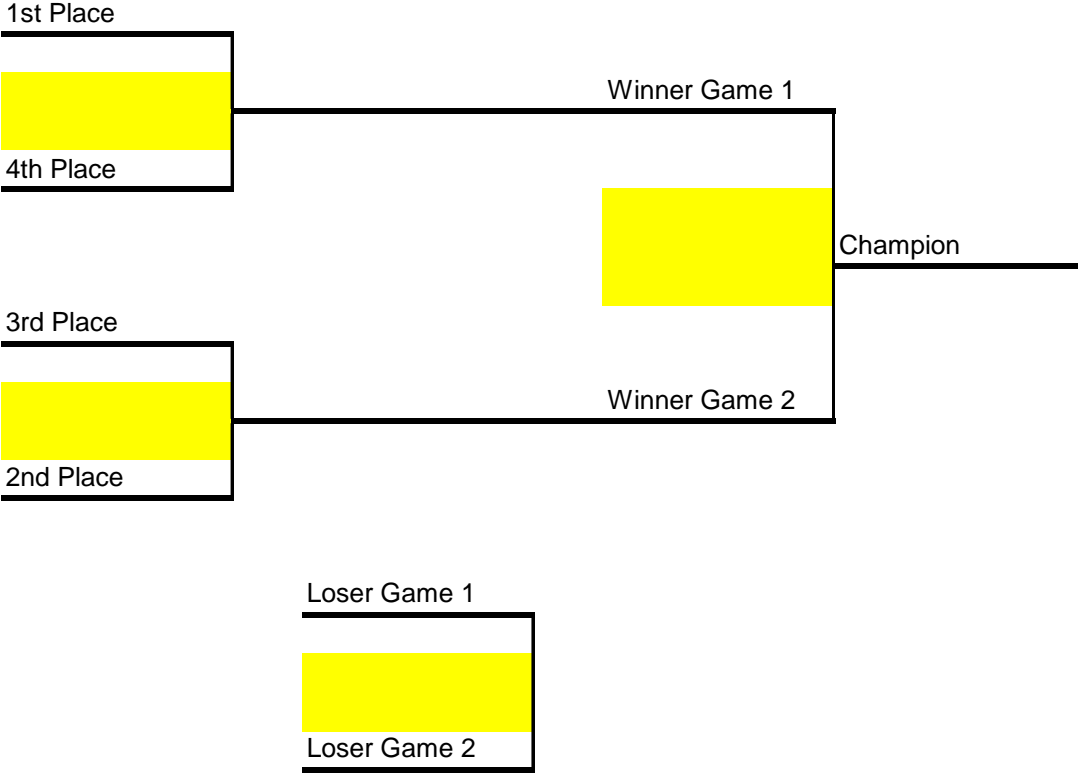 1st Place
Winner Game 1
4th Place
Champion
3rd Place
Winner Game 2
2nd Place
Loser Game 1
Loser Game 2